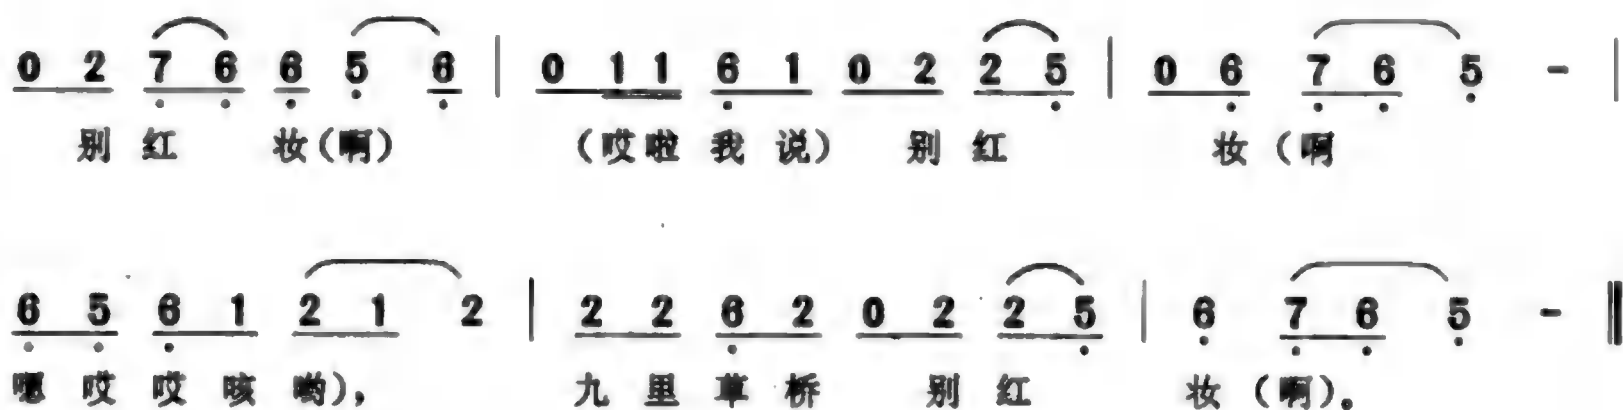 0 2 7 6 6 5 6 | 0 1 1 6 1 0 2 2 5 | 0 6 7 6 5 - |
别红 妆(啊) (哎啦我说) 别红 妆(啊
6 5 6 1 2 1 2 | 2 2 6 2 0 2 2 5 | 6 7 6 5 - ‖
嗯哎哎咳哟), 九里草桥 别红 妆(啊)。